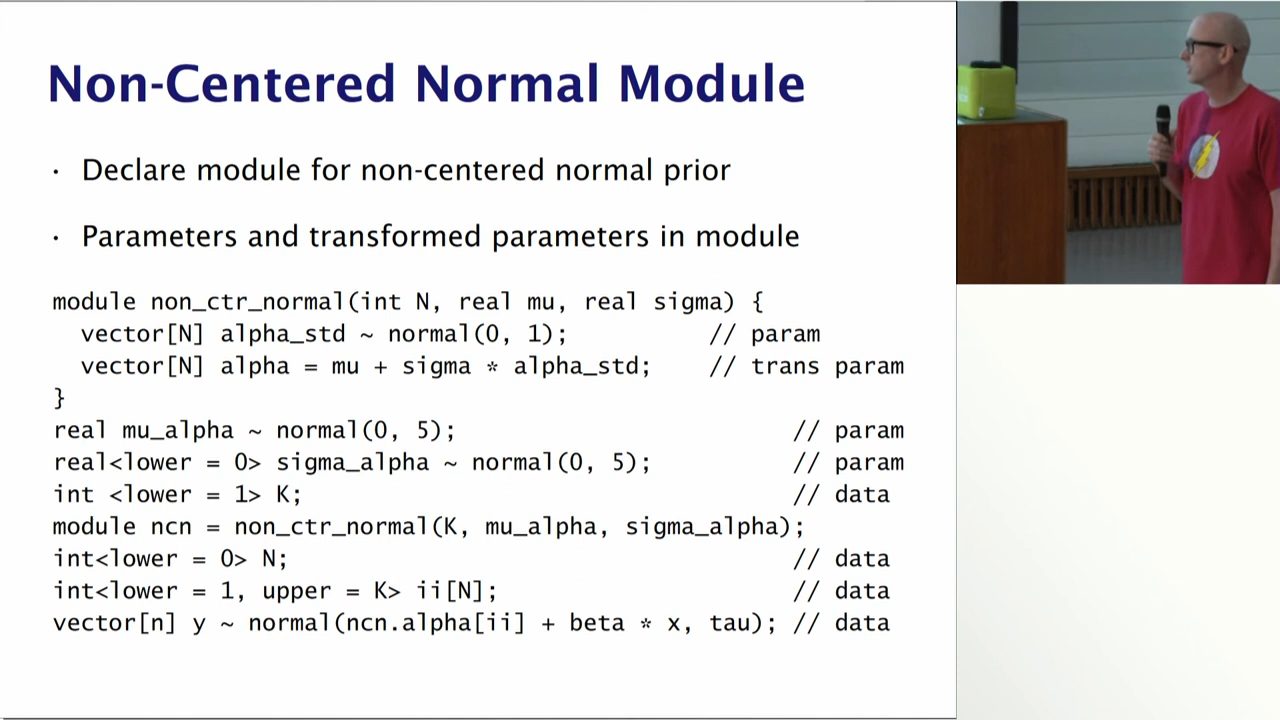 Non-Centered Normal Module
· Declare module for non-centered normal prior
· Parameters and transformed parameters in module
module non_ctr_normal(int N, real mu, real sigma) {
  vector[N] alpha_std ~ normal(0, 1);          // param
  vector[N] alpha = mu + sigma * alpha_std;    // trans param
}
real mu_alpha ~ normal(0, 5);                        // param
real<lower = 0> sigma_alpha ~ normal(0, 5);          // param
int <lower = 1> K;                                   // data
module ncn = non_ctr_normal(K, mu_alpha, sigma_alpha);
int<lower = 0> N;                                    // data
int<lower = 1, upper = K> ii[N];                     // data
vector[n] y ~ normal(ncn.alpha[ii] + beta * x, tau); // data